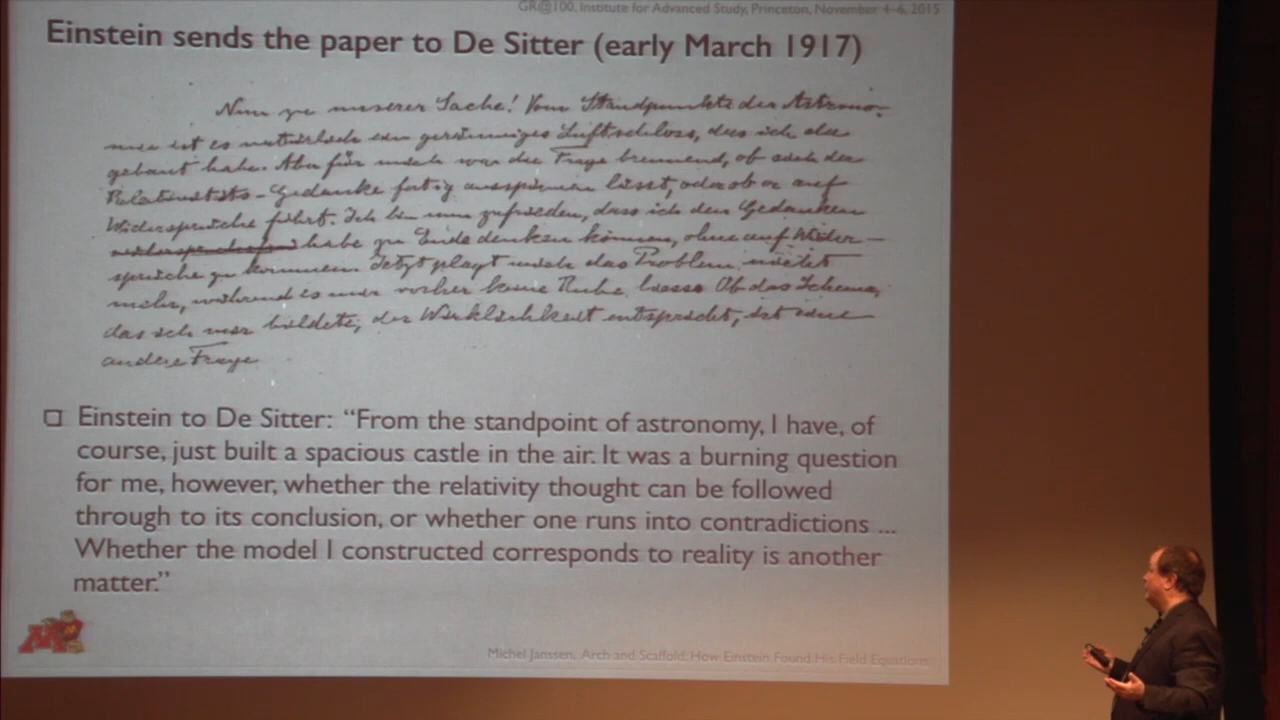 GR@100, Institute for Advanced Study, Princeton, November 4-6, 2015
Einstein sends the paper to De Sitter (early March 1917)
Nun zu unserer Sache! Vom Standpunkte der Astrono-
mie ist es natürlich ein geräumiges Luftschloss, das ich da
gebaut habe. Aber für mich war die Frage brennend, ob sich der
Relativitäts-Gedanke fertig ausspinnen lässt, oder ob er auf
Widersprüche führt. Ich bin nun zufrieden, dass ich den Gedanken
habe zu Ende denken können, ohne auf Wider-
sprüche zu kommen. Jetzt plagt mich das Problem nicht
mehr, während es mir vorher keine Ruhe liess. Ob das Schema,
das ich mir bildete, der Wirklichkeit entspricht, ist eine
andere Frage
☐ Einstein to De Sitter: “From the standpoint of astronomy, I have, of
course, just built a spacious castle in the air. It was a burning question
for me, however, whether the relativity thought can be followed
through to its conclusion, or whether one runs into contradictions ...
Whether the model I constructed corresponds to reality is another
matter.”
M
Michel Janssen, Arch and Scaffold: How Einstein Found His Field Equations